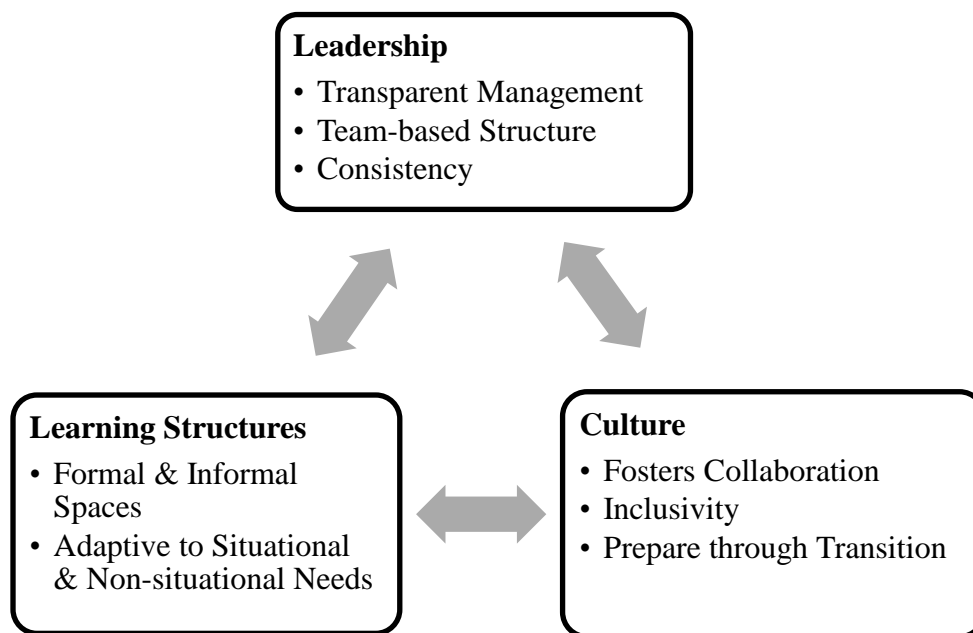 Leadership
• Transparent Management
• Team-based Structure
• Consistency
Learning Structures
• Formal & Informal
Spaces
• Adaptive to Situational
& Non-situational Needs
Culture
• Fosters Collaboration
• Inclusivity
• Prepare through Transition